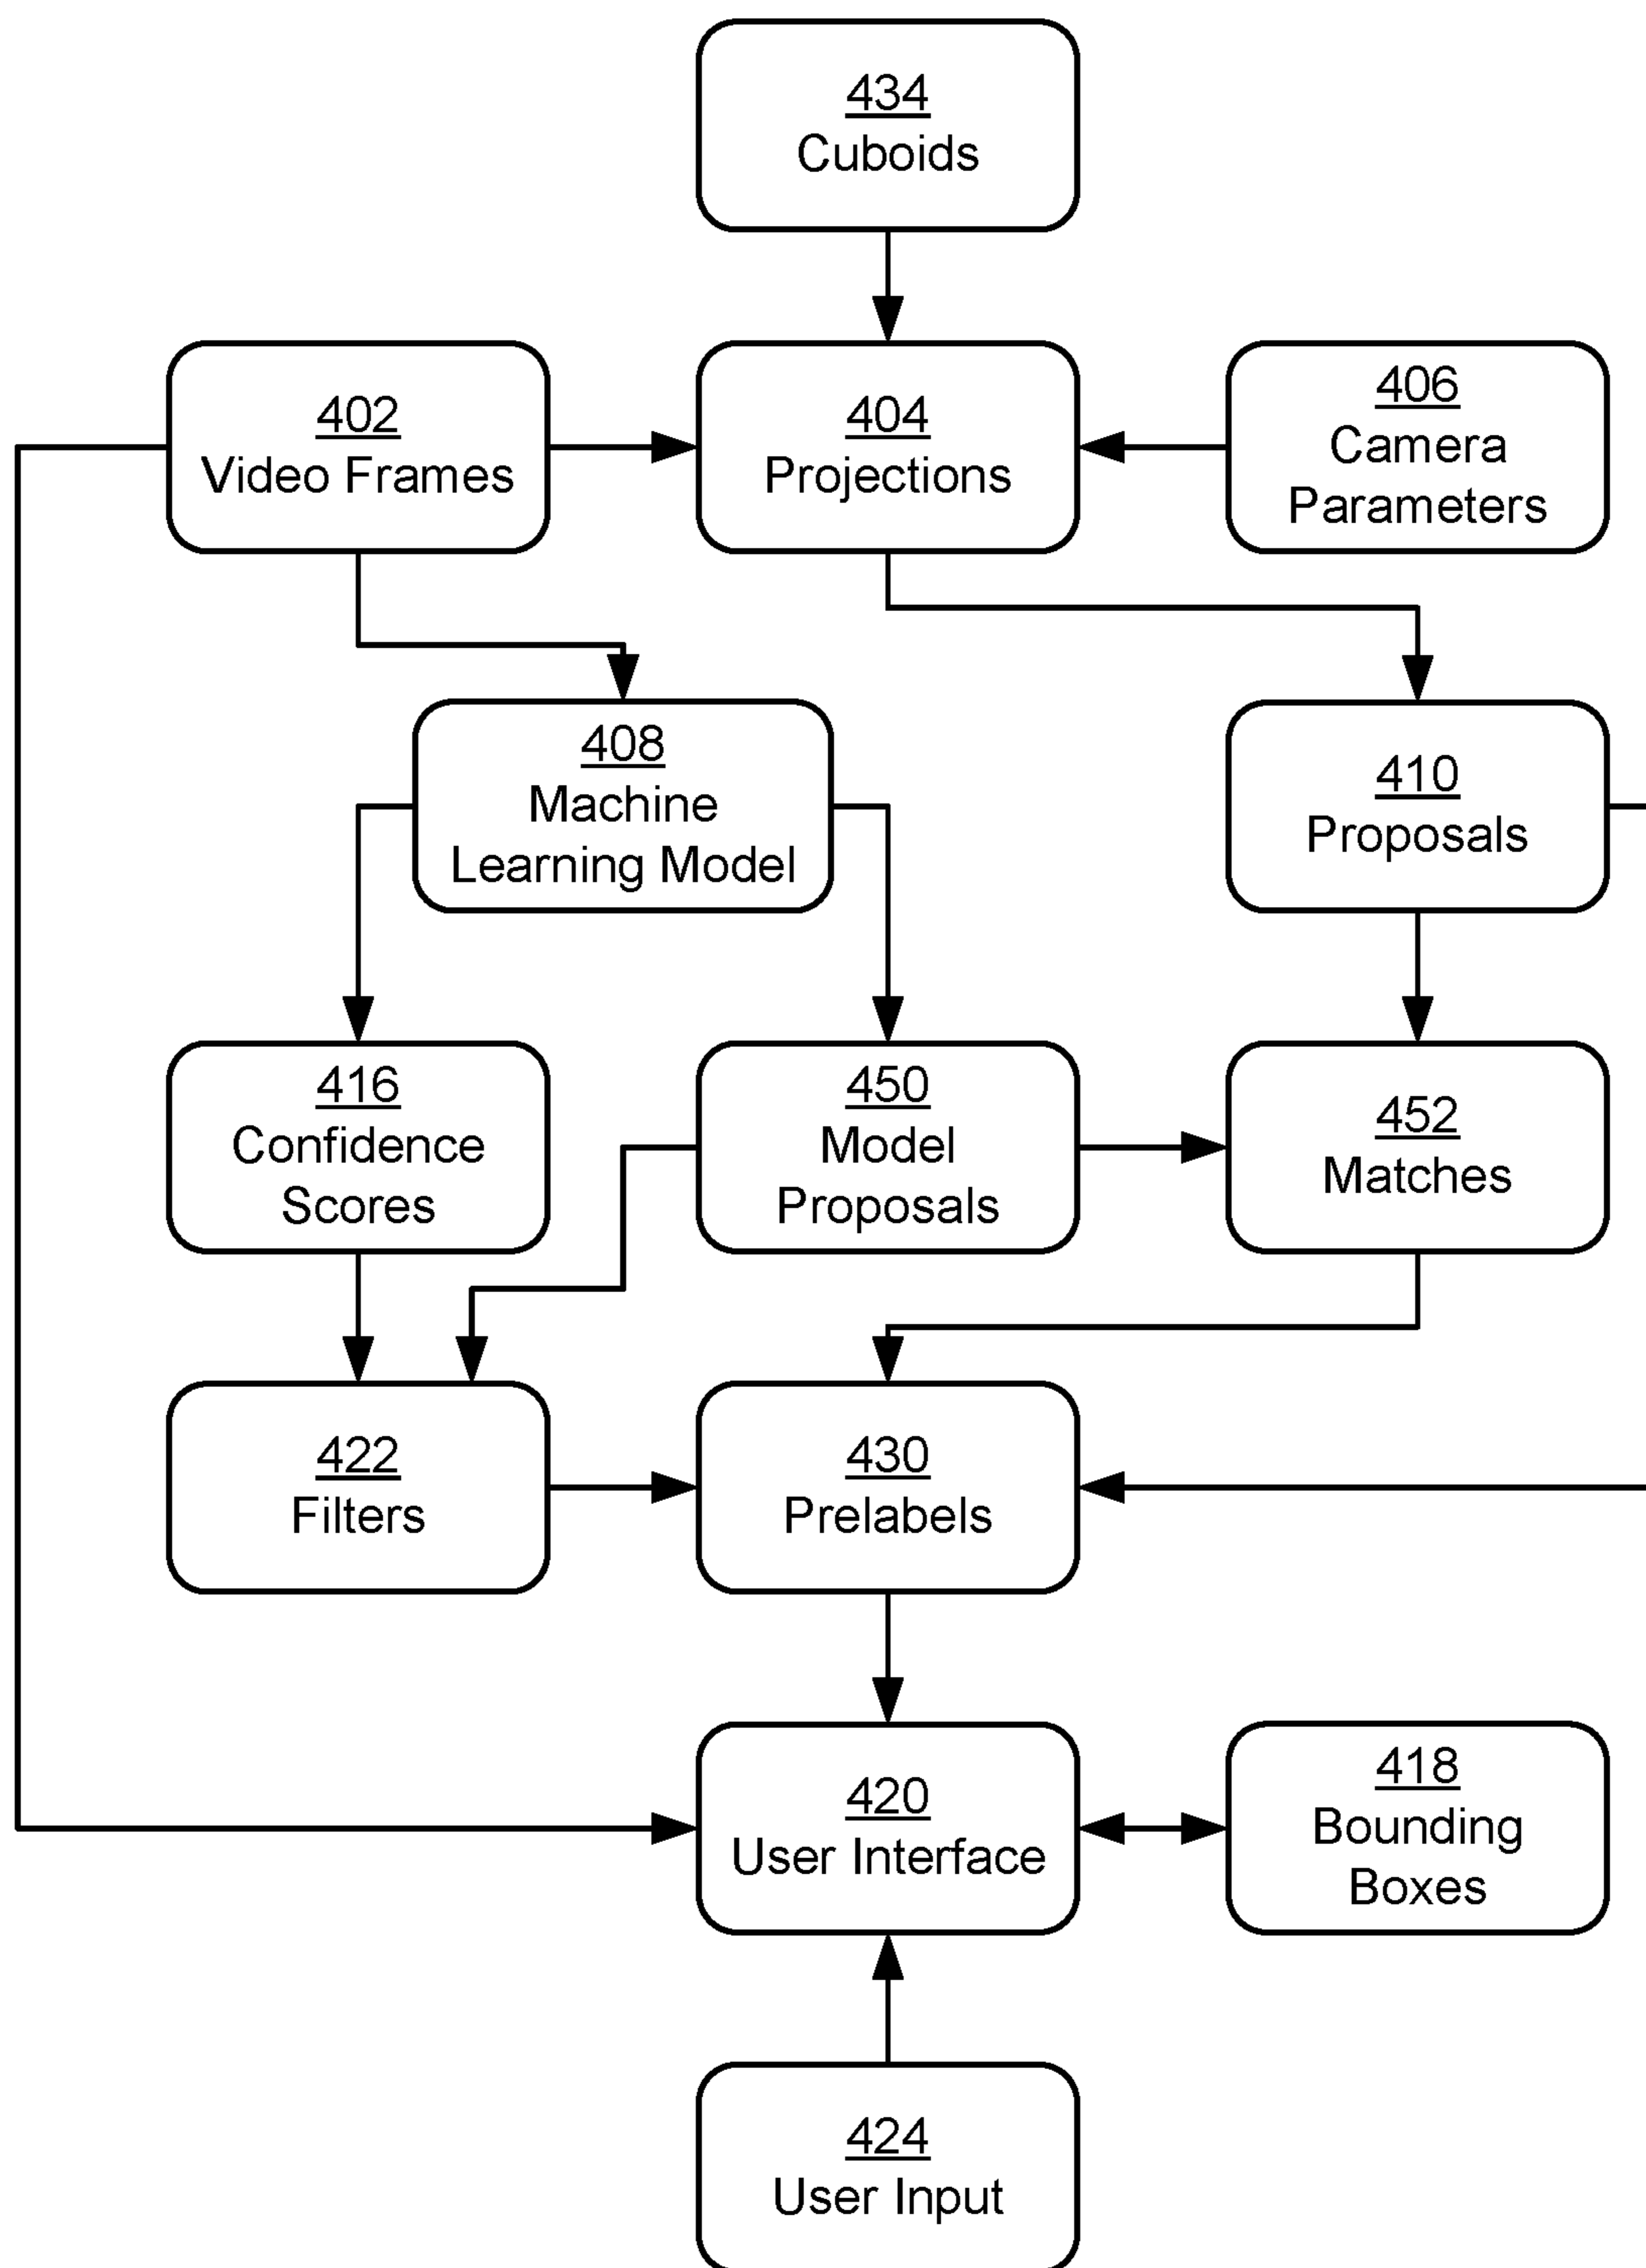 434
Cuboids
402
Video Frames
404
Projections
406
Camera
Parameters
408
Machine
Learning Model
410
Proposals
416
Confidence
Scores
450
Model
Proposals
452
Matches
422
Filters
430
Prelabels
420
User Interface
418
Bounding
Boxes
424
User Input